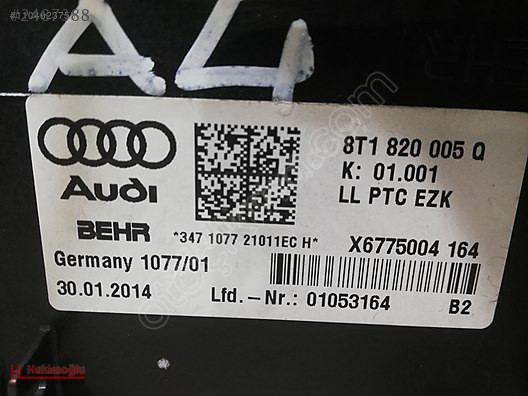 A4
8T1 820 005 Q
K: 01.001
LL PTC EZK
Audi
BEHR
*347 1077 21011EC H*
X6775004 164
Germany 1077/01
30.01.2014
Lfd.-Nr.: 01053164
B2
Hakkıoğlu